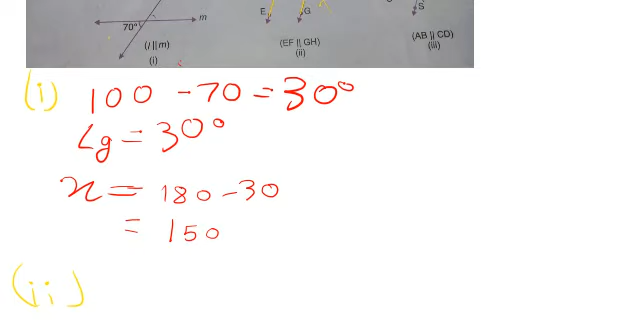 70°
m
(l || m)
(i)
E
G
(EF || GH)
(ii)
S
(AB || CD)
(iii)
(i) 100 - 70 = 30°
∠g = 30°
x = 180 - 30
= 150
(ii)